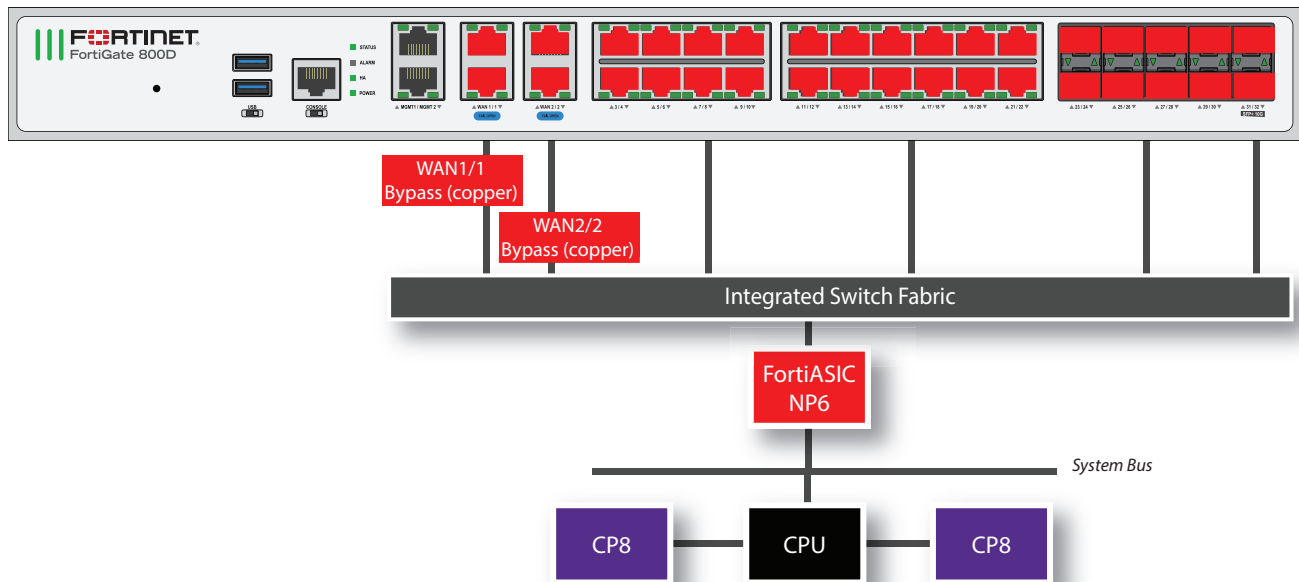 FORTINET
FortiGate 800D
STATUS
ALARM
HA
POWER
USB
CONSOLE
MGMT1 / MGMT 2
WAN 1 / 1
WAN 2 / 2
3 / 4
5 / 6
7 / 8
9 / 10
11 / 12
13 / 14
15 / 16
17 / 18
19 / 20
21 / 22
23 / 24
25 / 26
27 / 28
29 / 30
31 / 32
SFP+ 10G
WAN1/1
Bypass (copper)
WAN2/2
Bypass (copper)
Integrated Switch Fabric
FortiASIC
NP6
System Bus
CP8
CPU
CP8